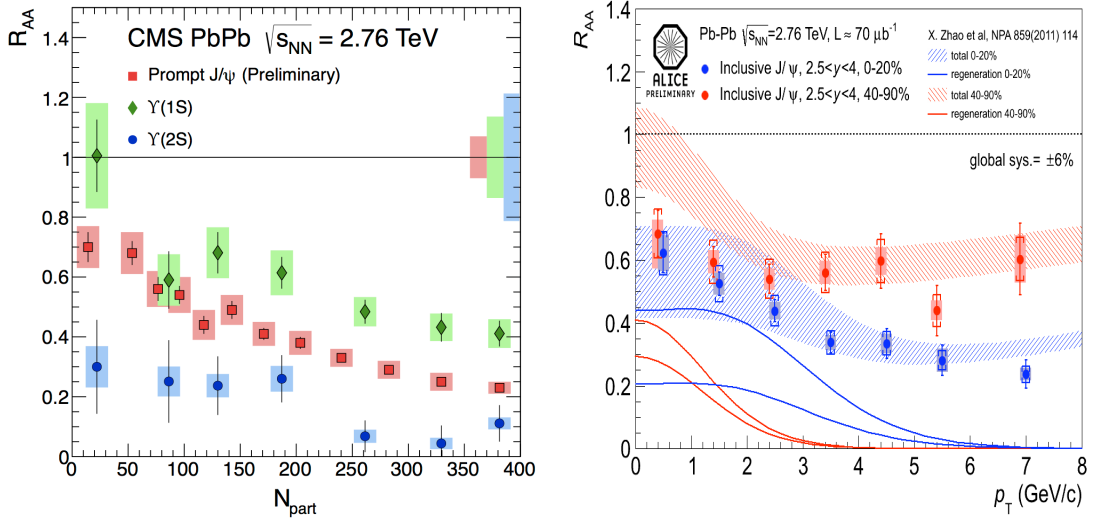 R_AA
1.4
1.2
1
0.8
0.6
0.4
0.2
0
CMS PbPb √s_NN = 2.76 TeV
Prompt J/ψ (Preliminary)
ϒ(1S)
ϒ(2S)
0 50 100 150 200 250 300 350 400
N_part
R_AA
1.4
1.2
1
0.8
0.6
0.4
0.2
0
ALICE
PRELIMINARY
Pb-Pb √s_NN=2.76 TeV, L ≈ 70 μb⁻¹
Inclusive J/ ψ, 2.5<y<4, 0-20%
Inclusive J/ ψ, 2.5<y<4, 40-90%
X. Zhao et al, NPA 859(2011) 114
total 0-20%
regeneration 0-20%
total 40-90%
regeneration 40-90%
global sys.= ±6%
0 1 2 3 4 5 6 7 8
p_T (GeV/c)